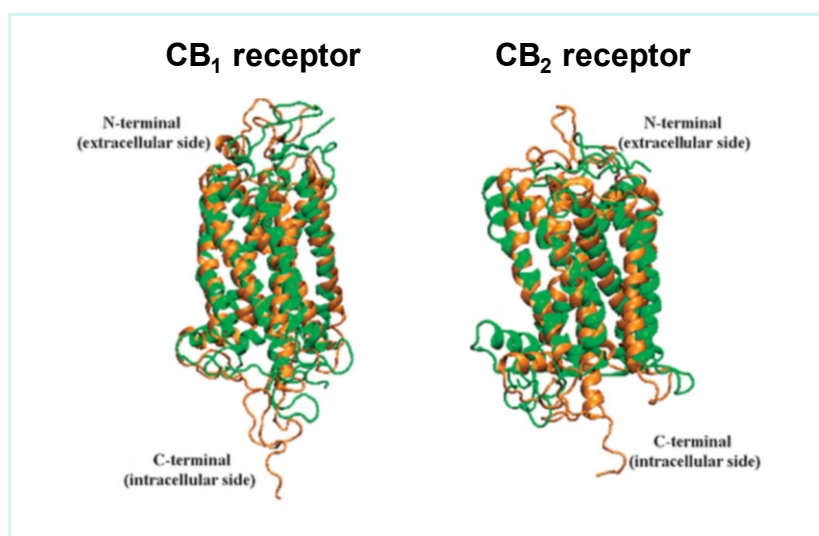 CB₁ receptor
CB₂ receptor
N-terminal
(extracellular side)
N-terminal
(extracellular side)
C-terminal
(intracellular side)
C-terminal
(intracellular side)